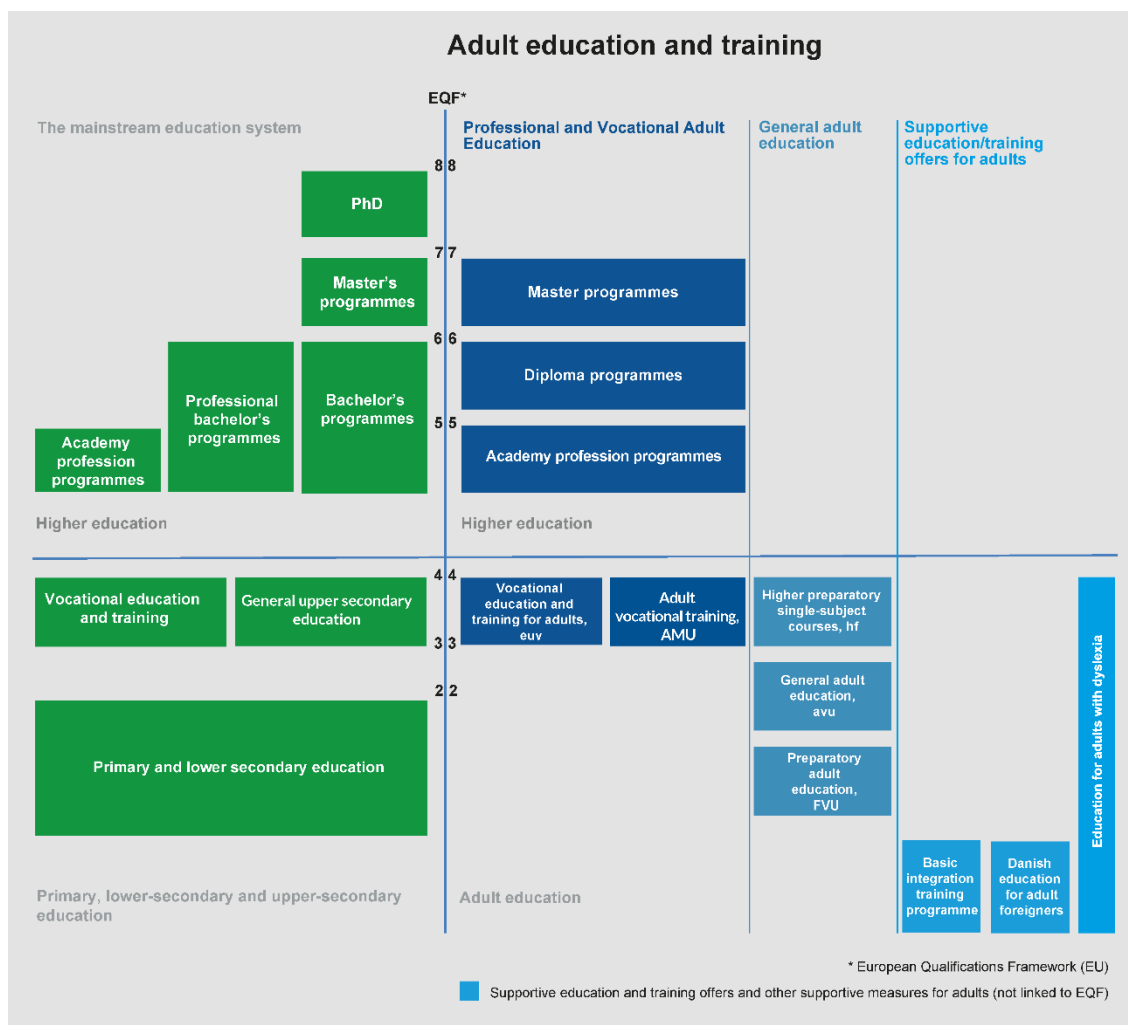 Adult education and training
EQF*
The mainstream education system
Professional and Vocational Adult
Education
General adult
education
Supportive
education/training
offers for adults
8 8
PhD
7 7
Master's
programmes
Master programmes
6 6
Professional
bachelor's
programmes
Bachelor's
programmes
Diploma programmes
5 5
Academy
profession
programmes
Academy profession programmes
Higher education
Higher education
4 4
Vocational education
and training
General upper secondary
education
Vocational
education and
training for adults,
euv
Adult
vocational training,
AMU
Higher preparatory
single-subject
courses, hf
3 3
2 2
General adult
education,
avu
Primary and lower secondary education
Preparatory
adult
education,
FVU
Education for adults with dyslexia
Basic
integration
training
programme
Danish
education
for adult
foreigners
Primary, lower-secondary and upper-secondary
education
Adult education
* European Qualifications Framework (EU)
Supportive education and training offers and other supportive measures for adults (not linked to EQF)